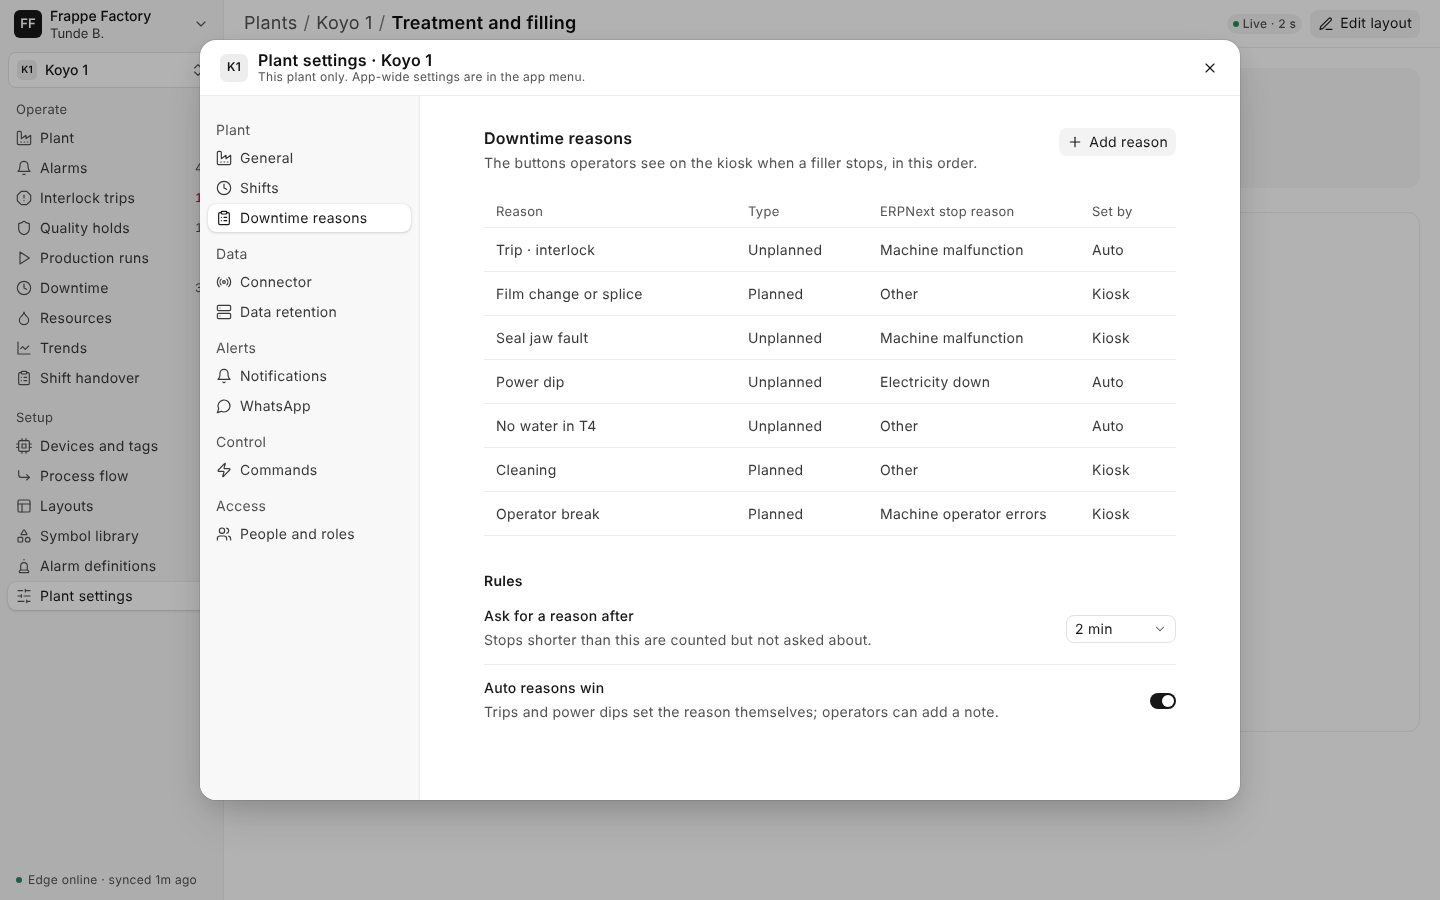 FF
Frappe Factory
Tunde B.
Plants / Koyo 1 / Treatment and filling
Live · 2 s
Edit layout
K1
Koyo 1
Operate
Plant
Alarms
Interlock trips
Quality holds
Production runs
Downtime
Resources
Trends
Shift handover
Setup
Devices and tags
Process flow
Layouts
Symbol library
Alarm definitions
Plant settings
Edge online · synced 1m ago
K1
Plant settings · Koyo 1
This plant only. App-wide settings are in the app menu.
Plant
General
Shifts
Downtime reasons
Data
Connector
Data retention
Alerts
Notifications
WhatsApp
Control
Commands
Access
People and roles
Downtime reasons
The buttons operators see on the kiosk when a filler stops, in this order.
Add reason
Reason Type ERPNext stop reason Set by
Trip · interlock Unplanned Machine malfunction Auto
Film change or splice Planned Other Kiosk
Seal jaw fault Unplanned Machine malfunction Kiosk
Power dip Unplanned Electricity down Auto
No water in T4 Unplanned Other Auto
Cleaning Planned Other Kiosk
Operator break Planned Machine operator errors Kiosk
Rules
Ask for a reason after
Stops shorter than this are counted but not asked about.
2 min
Auto reasons win
Trips and power dips set the reason themselves; operators can add a note.